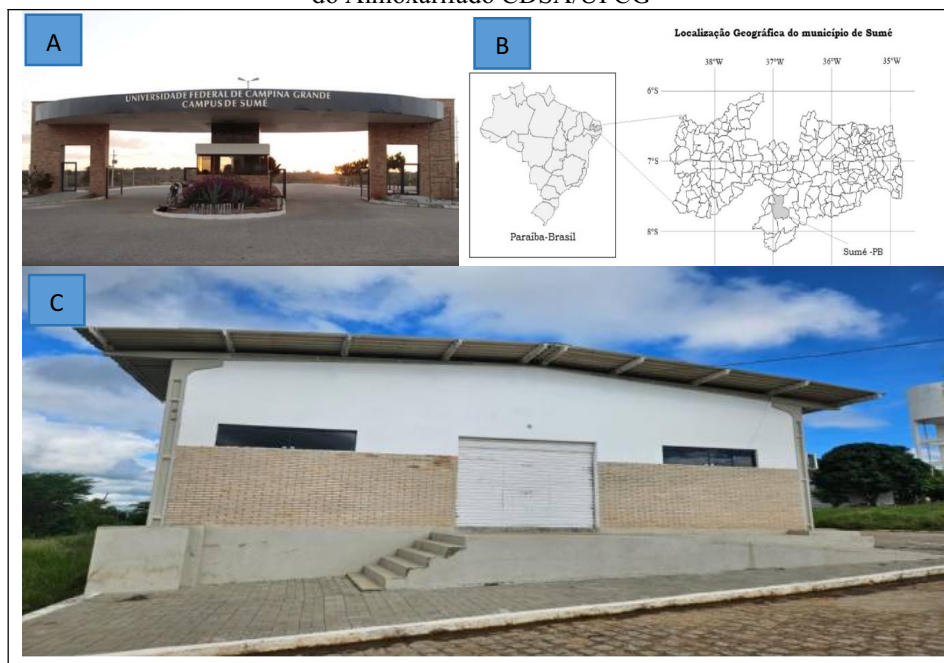 do Almoxarifado CDSA/UFCG
A
UNIVERSIDADE FEDERAL DE CAMPINA GRANDE
CAMPUS DE SUMÉ
B
Localização Geográfica do município de Sumé
38°W 37°W 36°W 35°W
6°S
7°S
8°S
Paraíba-Brasil
Sumé -PB
C